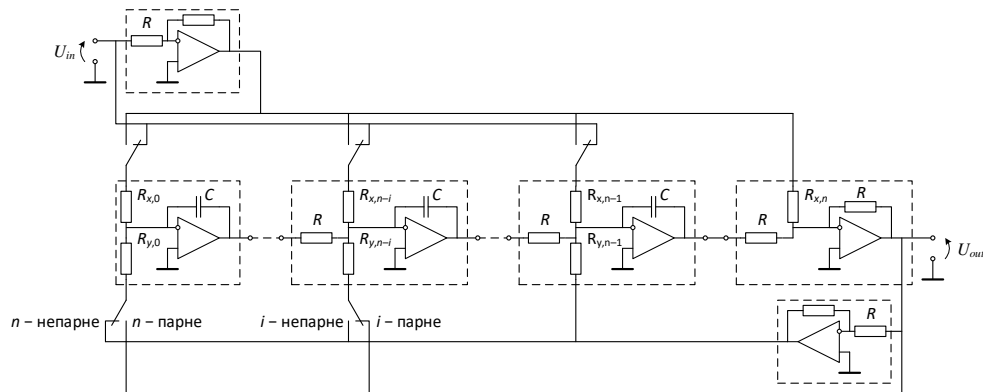 R
U_in
R_x,0
C
R_y,0
R
R_x,n–i
C
R_y,n–i
R
R_x,n–1
C
R_y,n–1
R
R_x,n
R
U_out
n – непарне
n – парне
i – непарне
i – парне
R